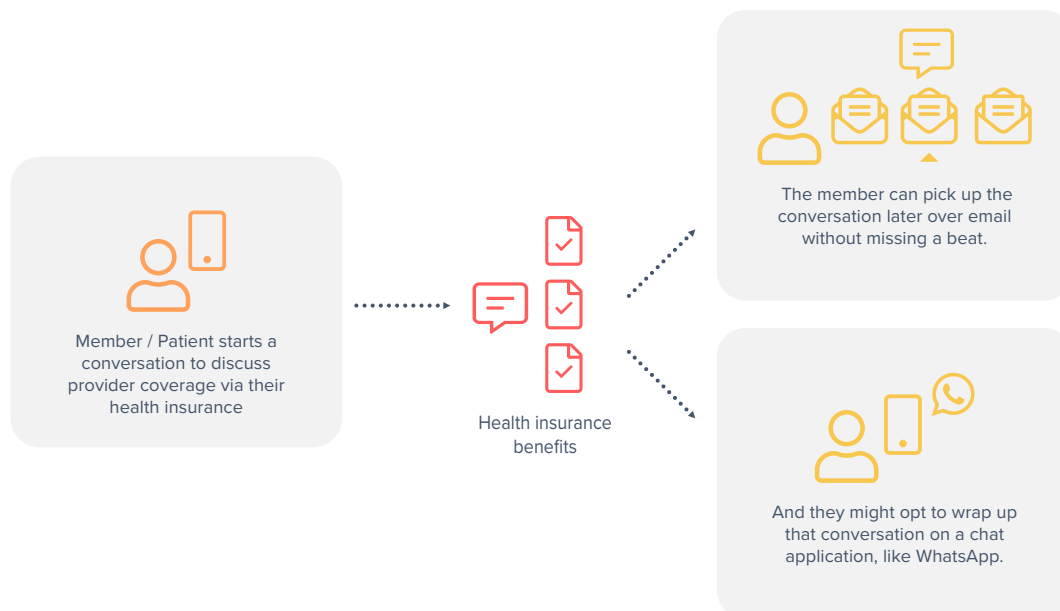 Member / Patient starts a
conversation to discuss
provider coverage via their
health insurance
Health insurance
benefits
The member can pick up the
conversation later over email
without missing a beat.
And they might opt to wrap up
that conversation on a chat
application, like WhatsApp.